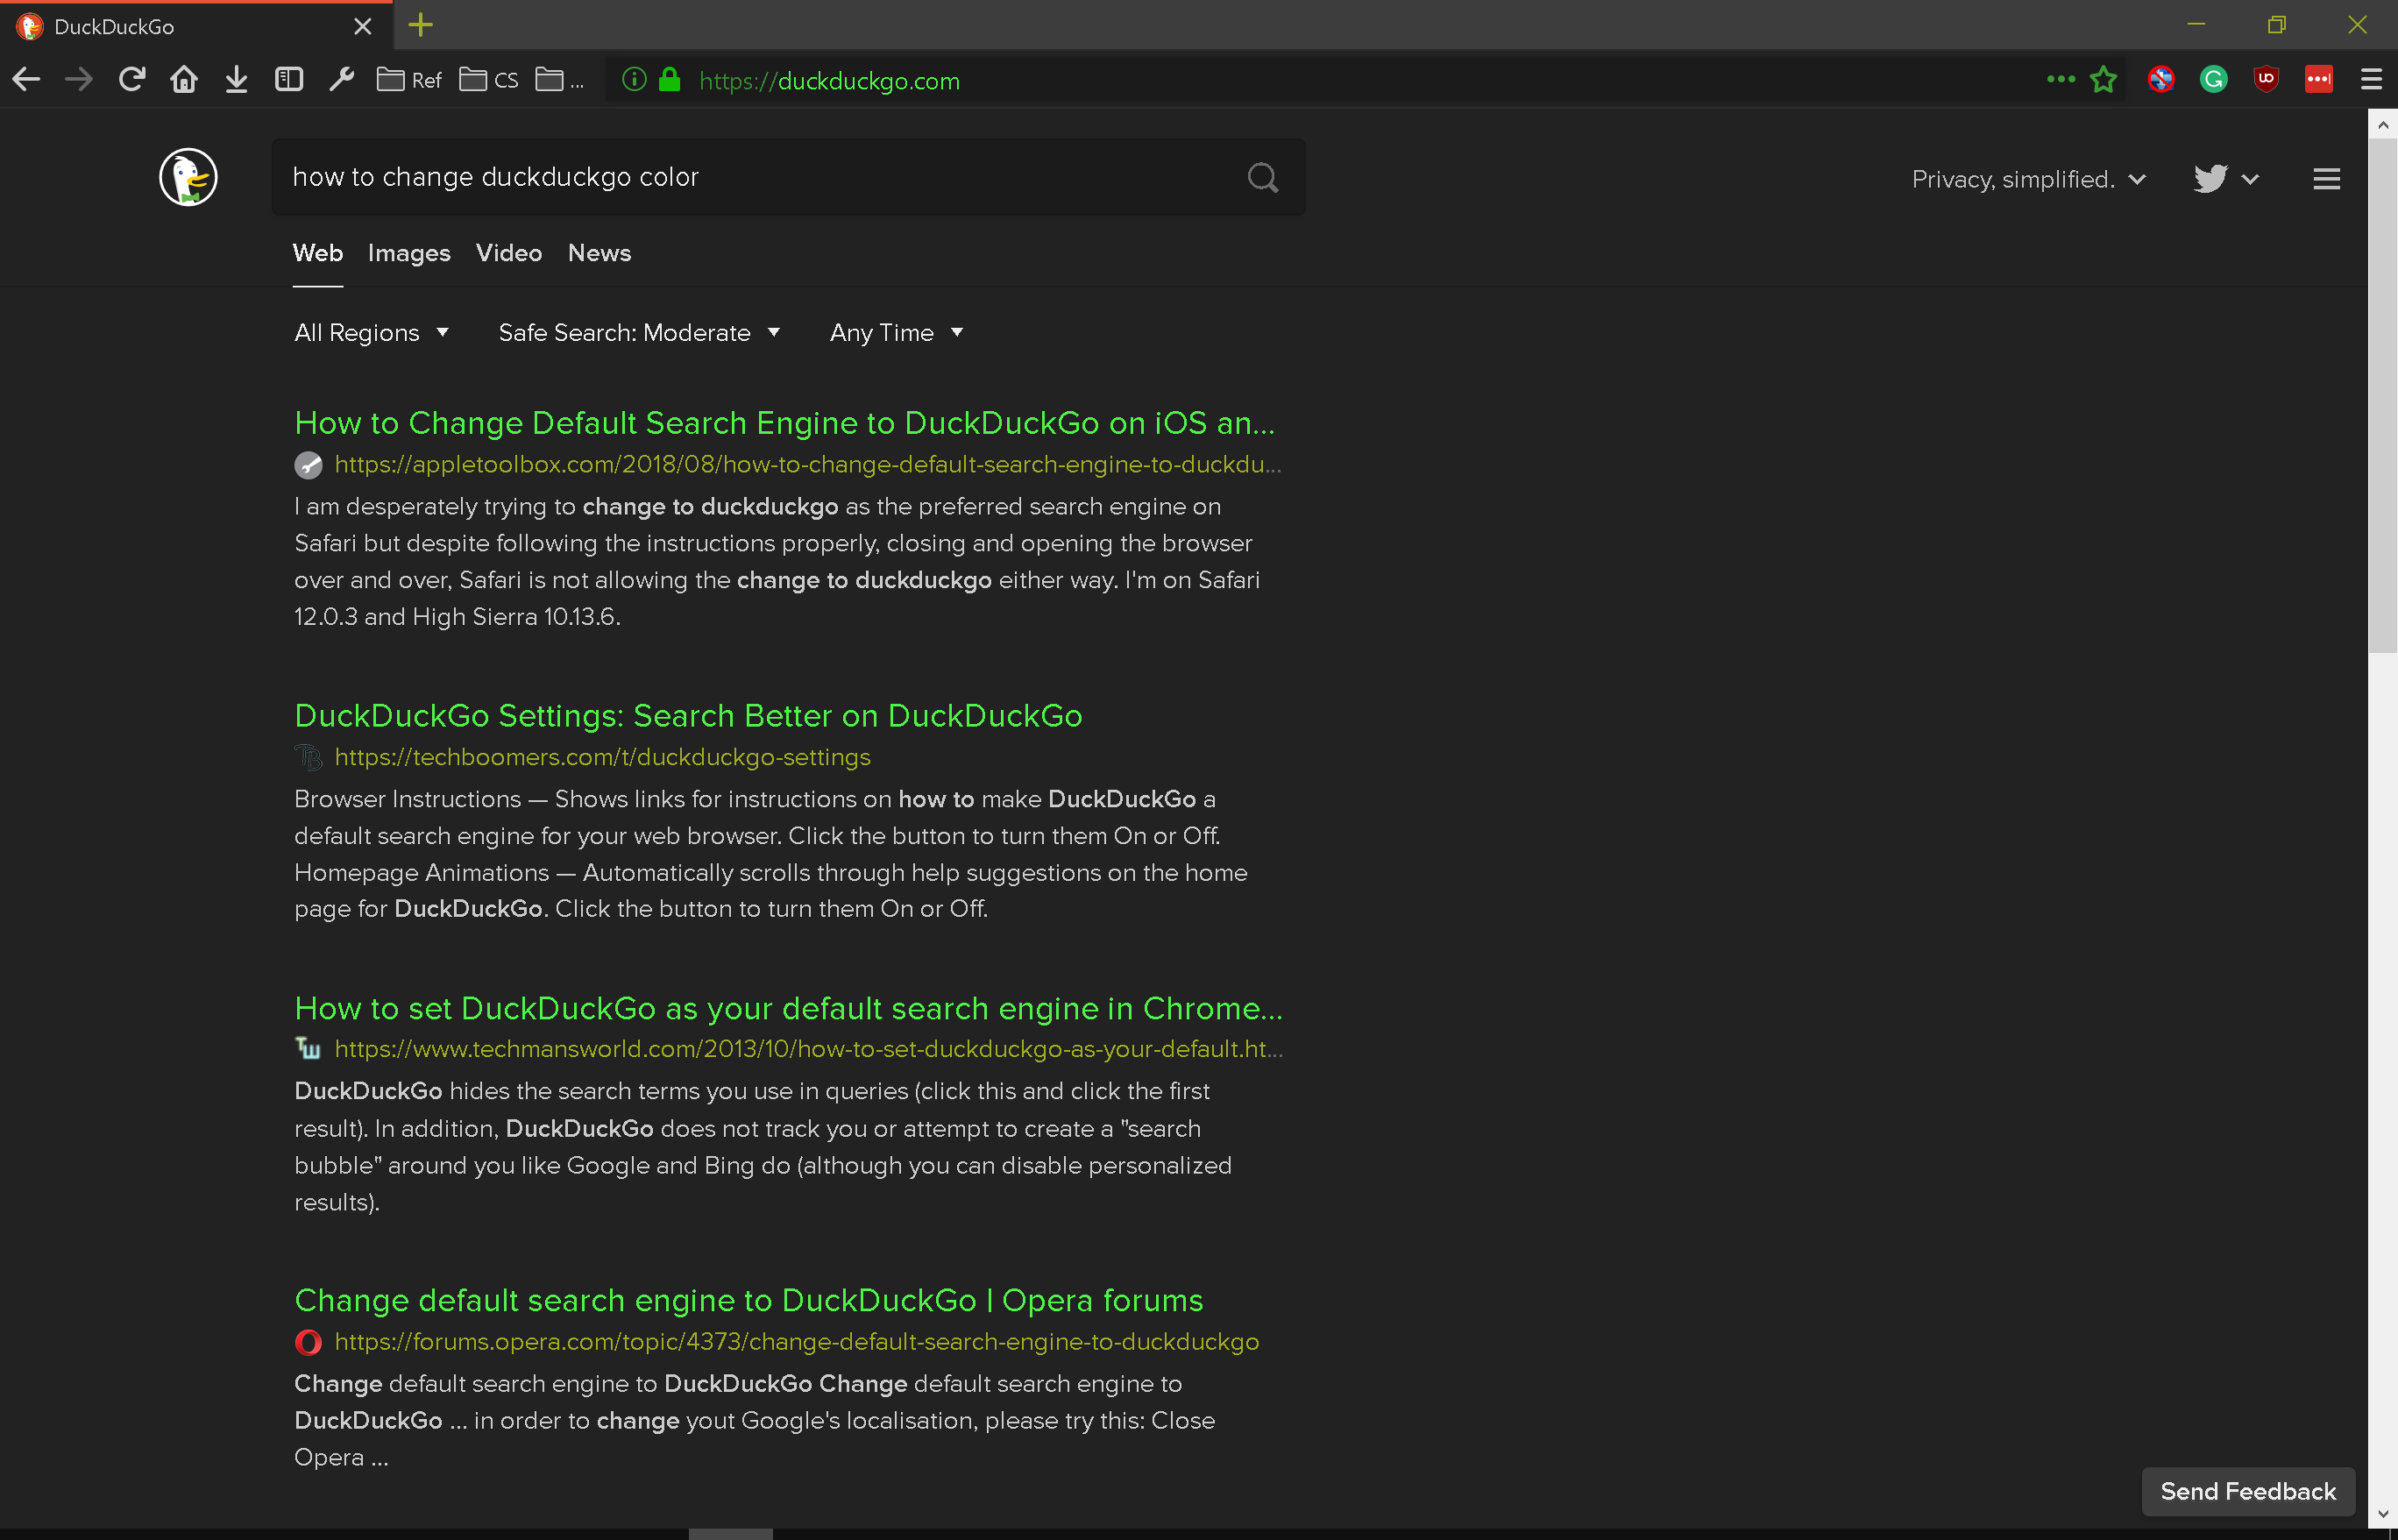 DuckDuckGo
Ref CS ... https://duckduckgo.com
how to change duckduckgo color
Privacy, simplified.
Web Images Video News
All Regions Safe Search: Moderate Any Time
How to Change Default Search Engine to DuckDuckGo on iOS an...
https://appletoolbox.com/2018/08/how-to-change-default-search-engine-to-duckdu...
I am desperately trying to change to duckduckgo as the preferred search engine on
Safari but despite following the instructions properly, closing and opening the browser
over and over, Safari is not allowing the change to duckduckgo either way. I'm on Safari
12.0.3 and High Sierra 10.13.6.
DuckDuckGo Settings: Search Better on DuckDuckGo
https://techboomers.com/t/duckduckgo-settings
Browser Instructions — Shows links for instructions on how to make DuckDuckGo a
default search engine for your web browser. Click the button to turn them On or Off.
Homepage Animations — Automatically scrolls through help suggestions on the home
page for DuckDuckGo. Click the button to turn them On or Off.
How to set DuckDuckGo as your default search engine in Chrome...
https://www.techmansworld.com/2013/10/how-to-set-duckduckgo-as-your-default.ht...
DuckDuckGo hides the search terms you use in queries (click this and click the first
result). In addition, DuckDuckGo does not track you or attempt to create a "search
bubble" around you like Google and Bing do (although you can disable personalized
results).
Change default search engine to DuckDuckGo | Opera forums
https://forums.opera.com/topic/4373/change-default-search-engine-to-duckduckgo
Change default search engine to DuckDuckGo Change default search engine to
DuckDuckGo ... in order to change yout Google's localisation, please try this: Close
Opera ...
Send Feedback